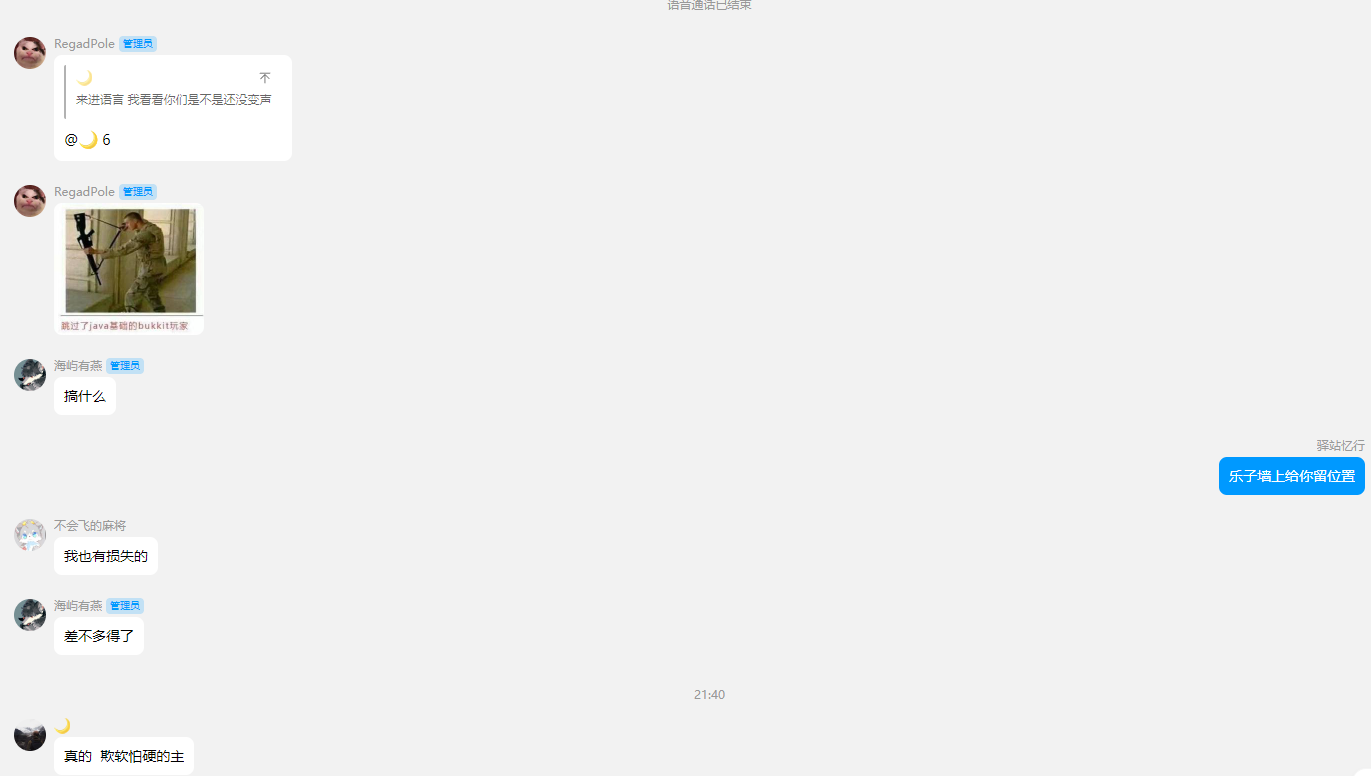 语音通话已结束
RegadPole 管理员
🌙 不
来进语言 我看看你们是不是还没变声
@🌙 6
RegadPole 管理员
跳过了java基础的bukkit玩家
海屿有燕 管理员
搞什么
驿站忆行
乐子墙上给你留位置
不会飞的麻将
我也有损失的
海屿有燕 管理员
差不多得了
21:40
🌙
真的 欺软怕硬的主